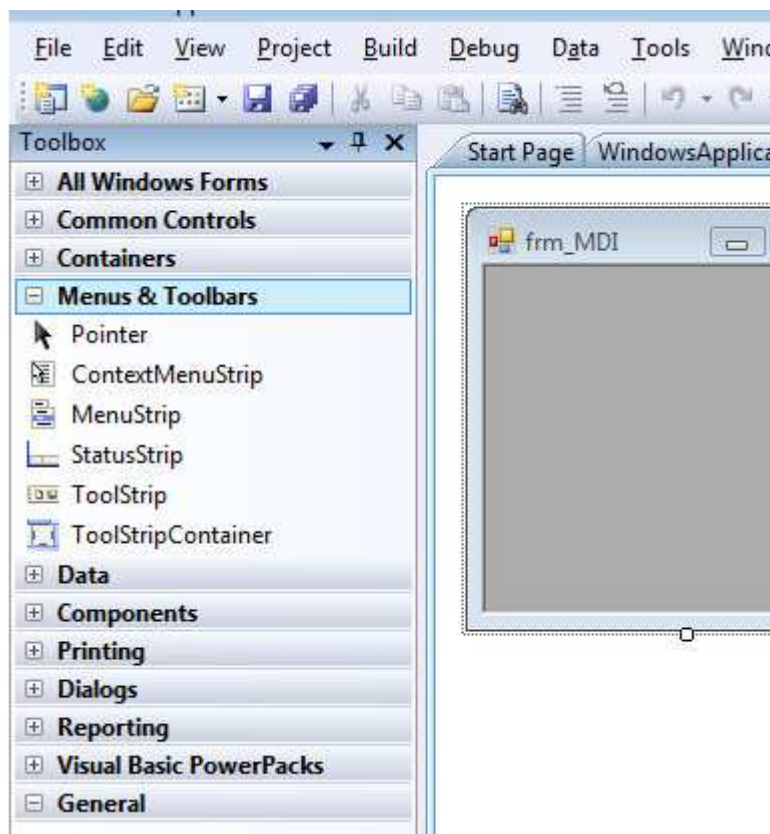 File Edit View Project Build Debug Data Tools
Toolbox
Start Page WindowsApplica
All Windows Forms
Common Controls
Containers
Menus & Toolbars
Pointer
ContextMenuStrip
MenuStrip
StatusStrip
ToolStrip
ToolStripContainer
Data
Components
Printing
Dialogs
Reporting
Visual Basic PowerPacks
General
frm_MDI